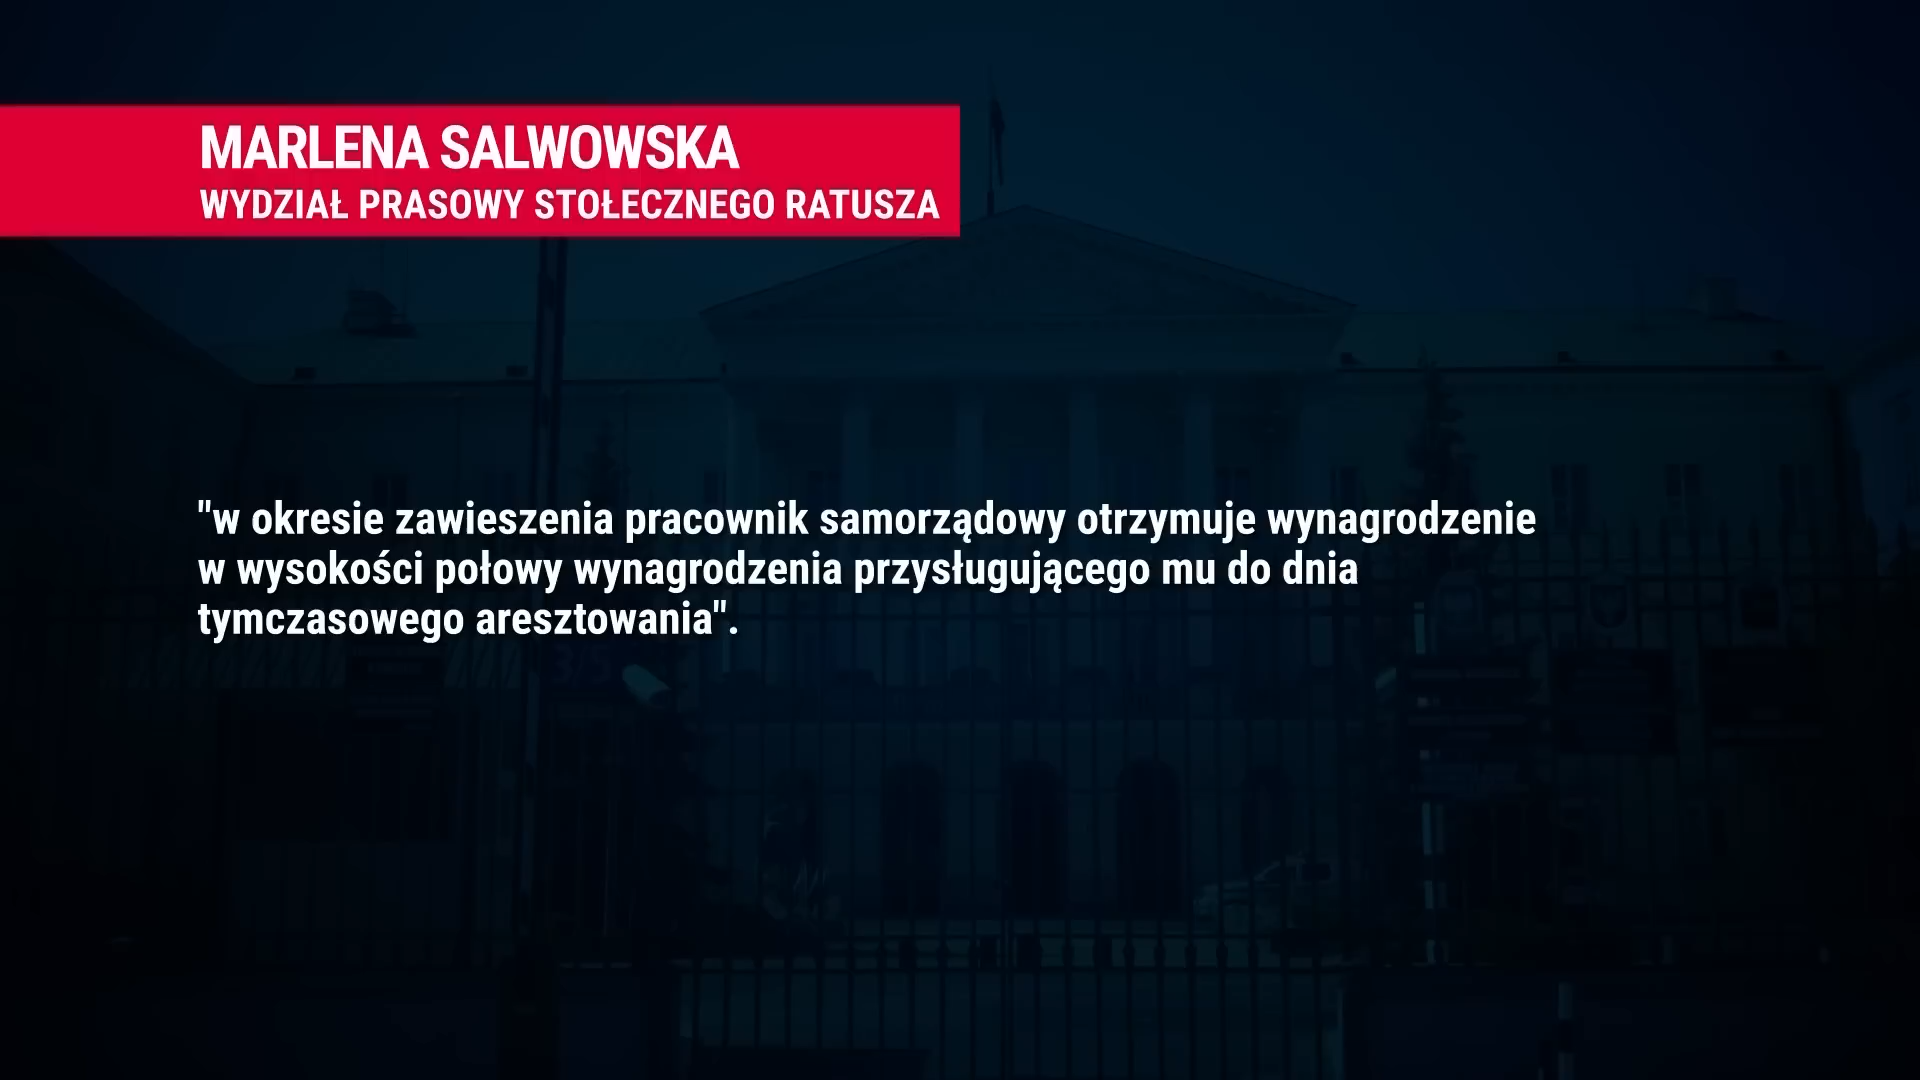 MARLENA SALWOWSKA
WYDZIAŁ PRASOWY STOŁECZNEGO RATUSZA
"w okresie zawieszenia pracownik samorządowy otrzymuje wynagrodzenie
w wysokości połowy wynagrodzenia przysługującego mu do dnia
tymczasowego aresztowania".